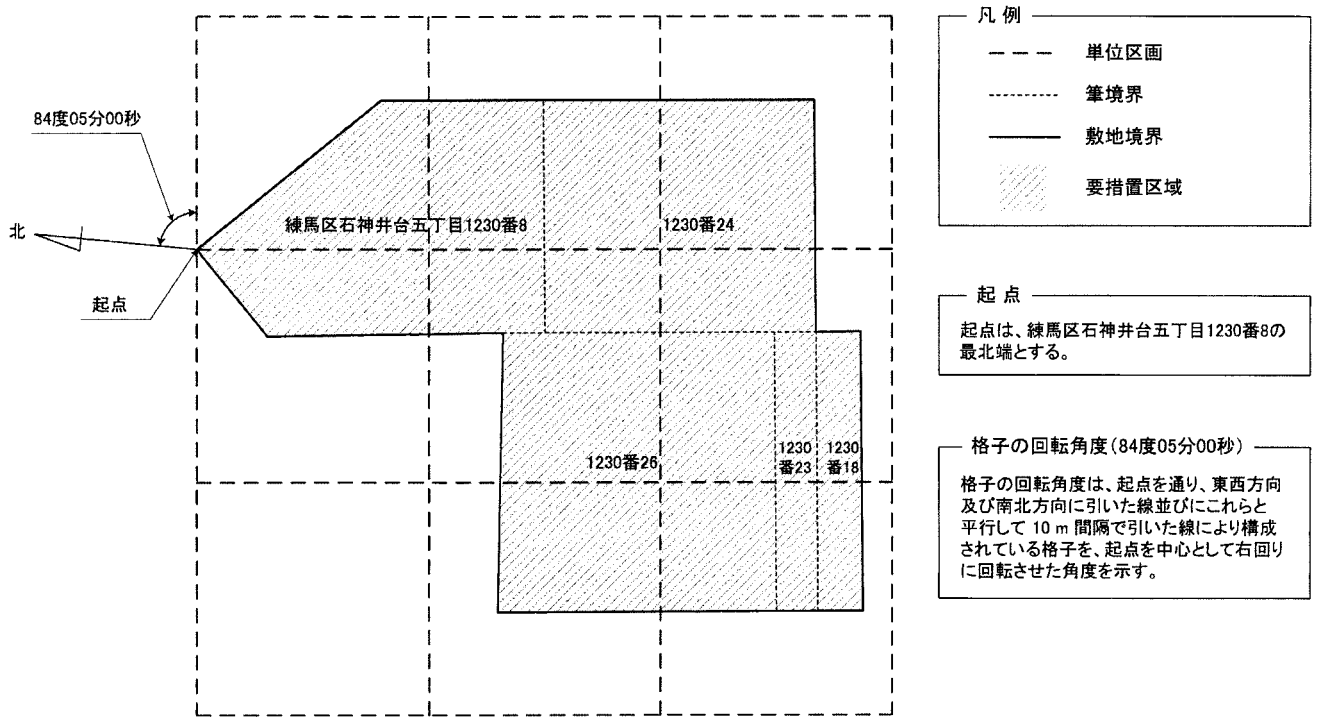 84度05分00秒
北
起点
練馬区石神井台五丁目1230番8
1230番24
1230番26
1230
番23
1230
番18
凡 例
単位区画
筆境界
敷地境界
要措置区域
起 点
起点は、練馬区石神井台五丁目1230番8の
最北端とする。
格子の回転角度(84度05分00秒)
格子の回転角度は、起点を通り、東西方向
及び南北方向に引いた線並びにこれらと
平行して 10 m 間隔で引いた線により構成
されている格子を、起点を中心として右回り
に回転させた角度を示す。